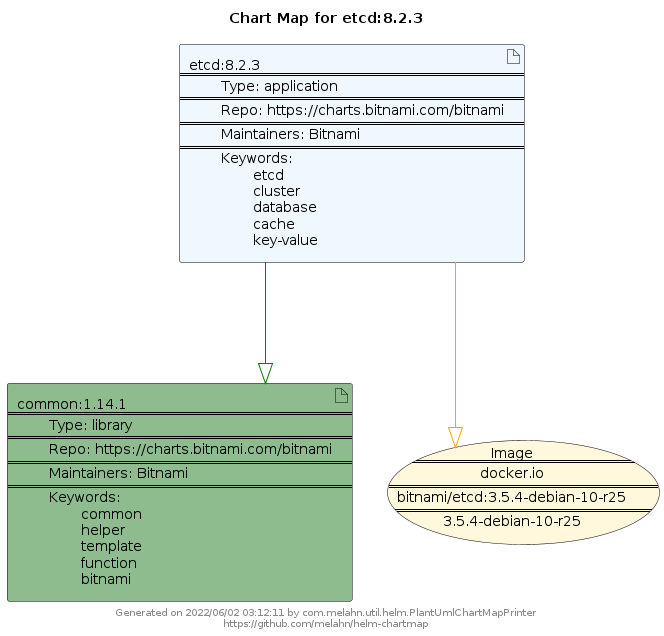 Chart Map for etcd:8.2.3
etcd:8.2.3
Type: application
Repo: https://charts.bitnami.com/bitnami
Maintainers: Bitnami
Keywords:
etcd
cluster
database
cache
key-value
common:1.14.1
Type: library
Repo: https://charts.bitnami.com/bitnami
Maintainers: Bitnami
Keywords:
common
helper
template
function
bitnami
Image
docker.io
bitnami/etcd:3.5.4-debian-10-r25
3.5.4-debian-10-r25
Generated on 2022/06/02 03:12:11 by com.melahn.util.helm.PlantUmlChartMapPrinter
https://github.com/melahn/helm-chartmap